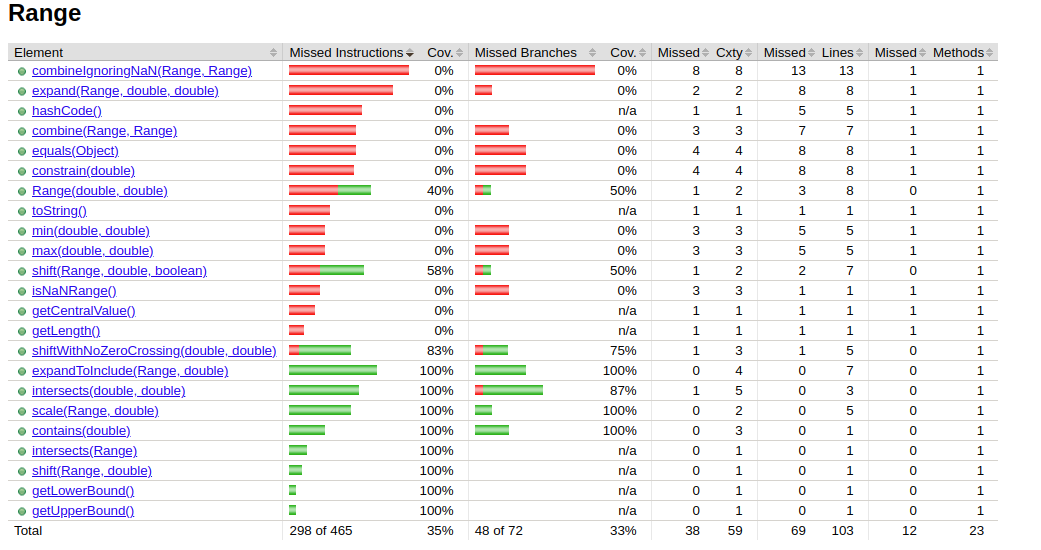 Range
Element Missed Instructions Cov. Missed Branches Cov. Missed Cxty Missed Lines Missed Methods
combineIgnoringNaN(Range, Range) 0% 0% 8 8 13 13 1 1
expand(Range, double, double) 0% 0% 2 2 8 8 1 1
hashCode() 0% n/a 1 1 5 5 1 1
combine(Range, Range) 0% 0% 3 3 7 7 1 1
equals(Object) 0% 0% 4 4 8 8 1 1
constrain(double) 0% 0% 4 4 8 8 1 1
Range(double, double) 40% 50% 1 2 3 8 0 1
toString() 0% n/a 1 1 1 1 1 1
min(double, double) 0% 0% 3 3 5 5 1 1
max(double, double) 0% 0% 3 3 5 5 1 1
shift(Range, double, boolean) 58% 50% 1 2 2 7 0 1
isNaNRange() 0% 0% 3 3 1 1 1 1
getCentralValue() 0% n/a 1 1 1 1 1 1
getLength() 0% n/a 1 1 1 1 1 1
shiftWithNoZeroCrossing(double, double) 83% 75% 1 3 1 5 0 1
expandToInclude(Range, double) 100% 100% 0 4 0 7 0 1
intersects(double, double) 100% 87% 1 5 0 3 0 1
scale(Range, double) 100% 100% 0 2 0 5 0 1
contains(double) 100% 100% 0 3 0 1 0 1
intersects(Range) 100% n/a 0 1 0 1 0 1
shift(Range, double) 100% n/a 0 1 0 1 0 1
getLowerBound() 100% n/a 0 1 0 1 0 1
getUpperBound() 100% n/a 0 1 0 1 0 1
Total 298 of 465 35% 48 of 72 33% 38 59 69 103 12 23